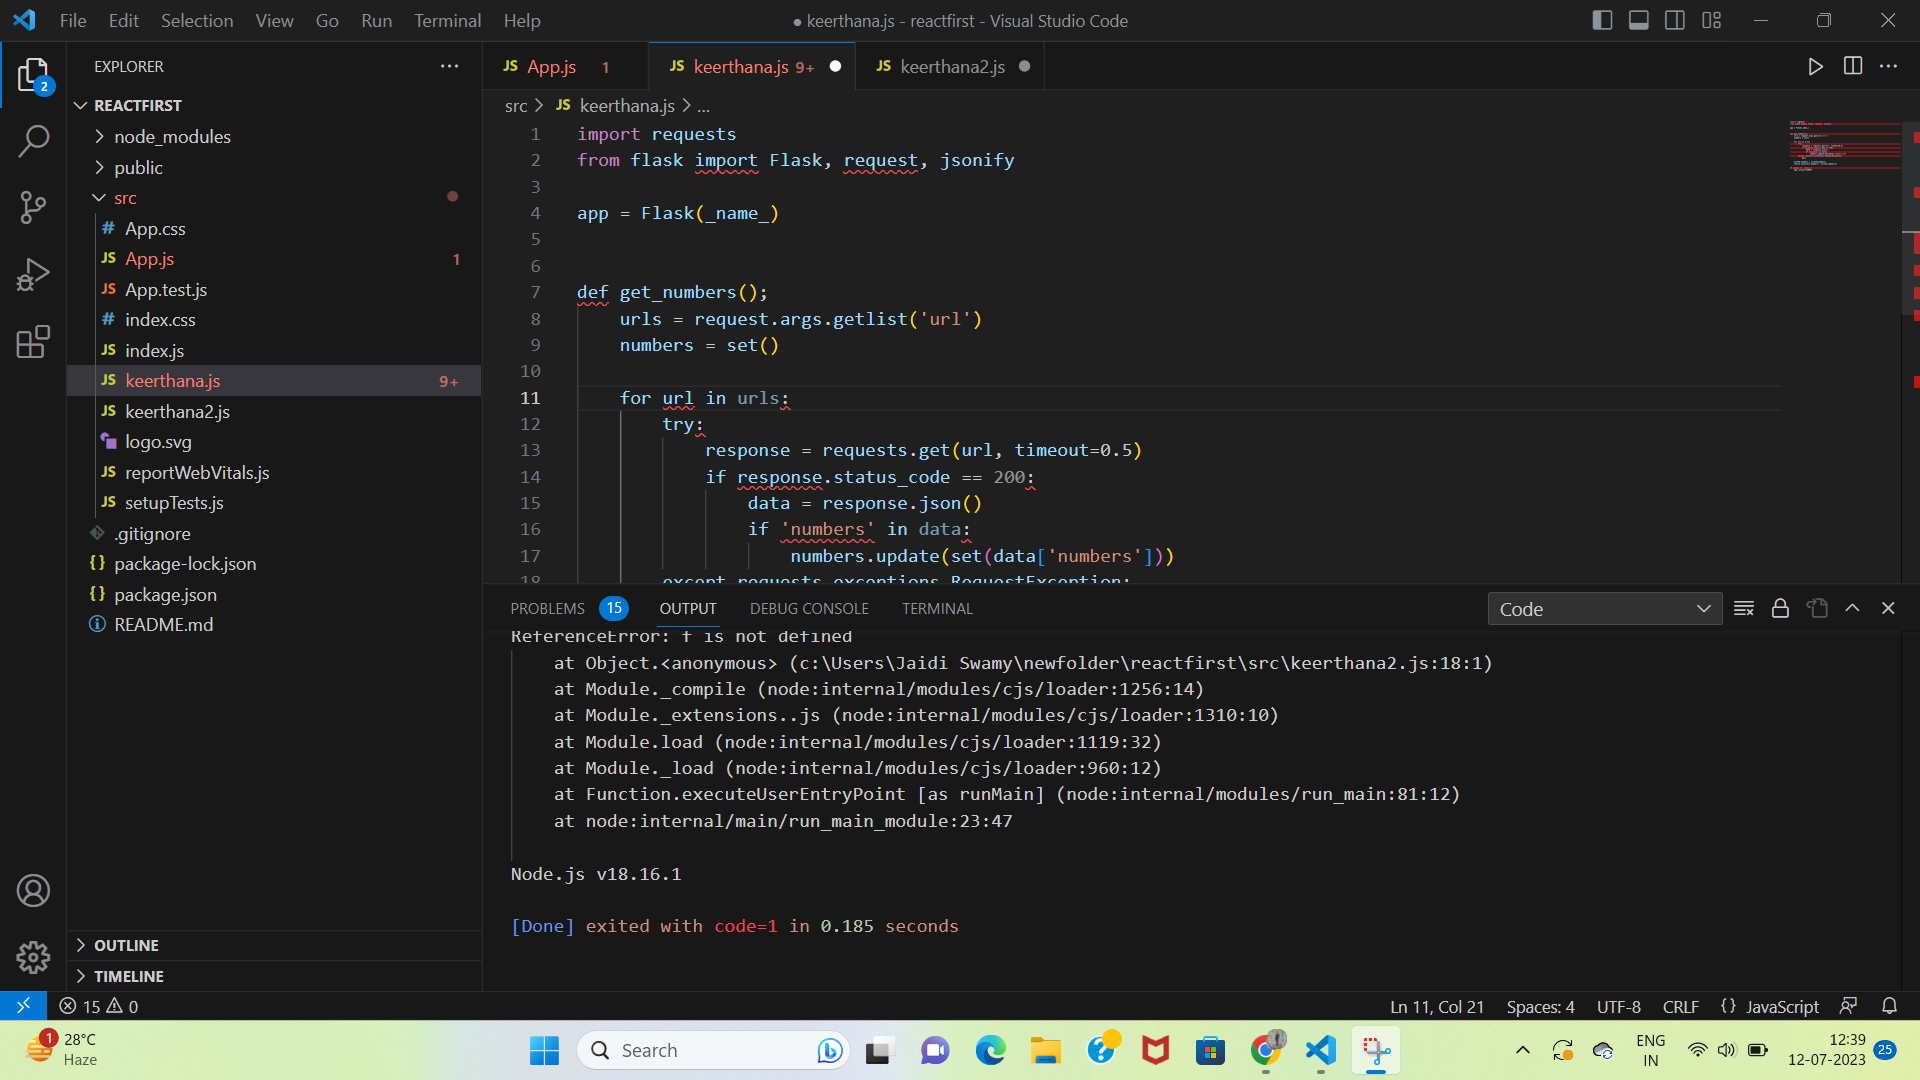 File Edit Selection View Go Run Terminal Help
● keerthana.js - reactfirst - Visual Studio Code
2
EXPLORER
REACTFIRST
node_modules
public
src
# App.css
JS App.js 1
JS App.test.js
# index.css
JS index.js
JS keerthana.js 9+
JS keerthana2.js
logo.svg
JS reportWebVitals.js
JS setupTests.js
.gitignore
{} package-lock.json
{} package.json
README.md
OUTLINE
TIMELINE
JS App.js 1
JS keerthana.js 9+
JS keerthana2.js
src > JS keerthana.js > ...
1 import requests
2 from flask import Flask, request, jsonify
3
4 app = Flask(_name_)
5
6
7 def get_numbers();
8 urls = request.args.getlist('url')
9 numbers = set()
10
11 for url in urls:
12 try:
13 response = requests.get(url, timeout=0.5)
14 if response.status_code == 200:
15 data = response.json()
16 if 'numbers' in data:
17 numbers.update(set(data['numbers']))
18 except requests.exceptions.RequestException:
PROBLEMS 15 OUTPUT DEBUG CONSOLE TERMINAL
Code
ReferenceError: f is not defined
at Object.<anonymous> (c:\Users\Jaidi Swamy\newfolder\reactfirst\src\keerthana2.js:18:1)
at Module._compile (node:internal/modules/cjs/loader:1256:14)
at Module._extensions..js (node:internal/modules/cjs/loader:1310:10)
at Module.load (node:internal/modules/cjs/loader:1119:32)
at Module._load (node:internal/modules/cjs/loader:960:12)
at Function.executeUserEntryPoint [as runMain] (node:internal/modules/run_main:81:12)
at node:internal/main/run_main_module:23:47
Node.js v18.16.1
[Done] exited with code=1 in 0.185 seconds
15 0
Ln 11, Col 21 Spaces: 4 UTF-8 CRLF {} JavaScript
1
28°C
Haze
Search
ENG
IN
12:39
12-07-2023
25